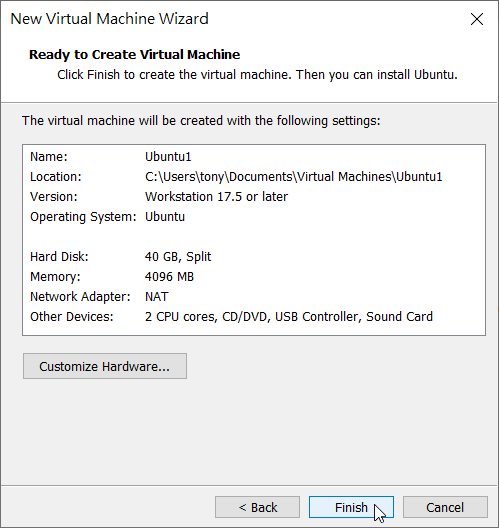 New Virtual Machine Wizard
Ready to Create Virtual Machine
Click Finish to create the virtual machine. Then you can install Ubuntu.
The virtual machine will be created with the following settings:
Name: Ubuntu1
Location: C:\Users\tony\Documents\Virtual Machines\Ubuntu1
Version: Workstation 17.5 or later
Operating System: Ubuntu
Hard Disk: 40 GB, Split
Memory: 4096 MB
Network Adapter: NAT
Other Devices: 2 CPU cores, CD/DVD, USB Controller, Sound Card
Customize Hardware...
< Back Finish Cancel